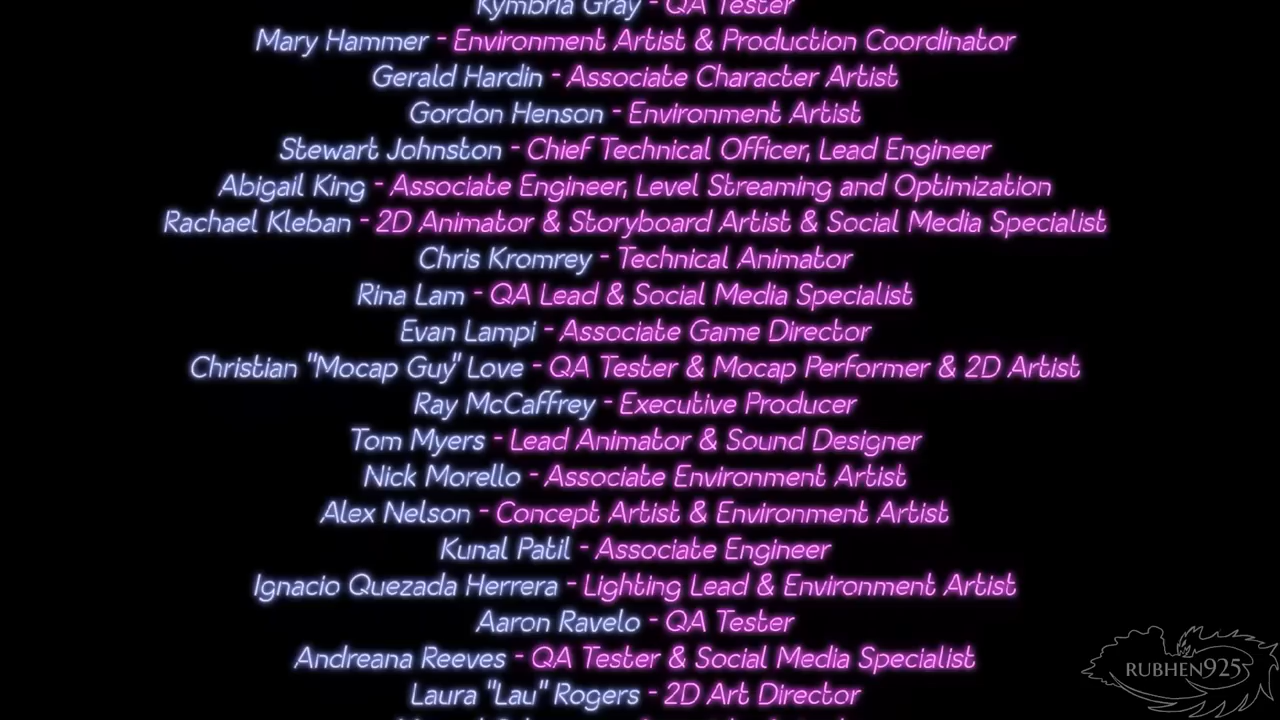 Kymbria Gray - QA Tester
Mary Hammer - Environment Artist & Production Coordinator
Gerald Hardin - Associate Character Artist
Gordon Henson - Environment Artist
Stewart Johnston - Chief Technical Officer, Lead Engineer
Abigail King - Associate Engineer, Level Streaming and Optimization
Rachael Kleban - 2D Animator & Storyboard Artist & Social Media Specialist
Chris Kromrey - Technical Animator
Rina Lam - QA Lead & Social Media Specialist
Evan Lampi - Associate Game Director
Christian "Mocap Guy" Love - QA Tester & Mocap Performer & 2D Artist
Ray McCaffrey - Executive Producer
Tom Myers - Lead Animator & Sound Designer
Nick Morello - Associate Environment Artist
Alex Nelson - Concept Artist & Environment Artist
Kunal Patil - Associate Engineer
Ignacio Quezada Herrera - Lighting Lead & Environment Artist
Aaron Ravelo - QA Tester
Andreana Reeves - QA Tester & Social Media Specialist
Laura "Lau" Rogers - 2D Art Director
RUBHEN925